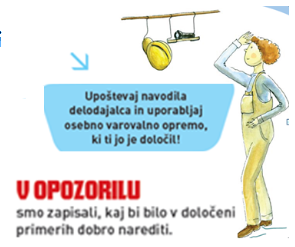 i
Upoštevaj navodila
delodajalca in uporabljaj
osebno varovalno opremo,
ki ti jo je določil!
V OPOZORILU
smo zapisali, kaj bi bilo v določeni
primerih dobro narediti.